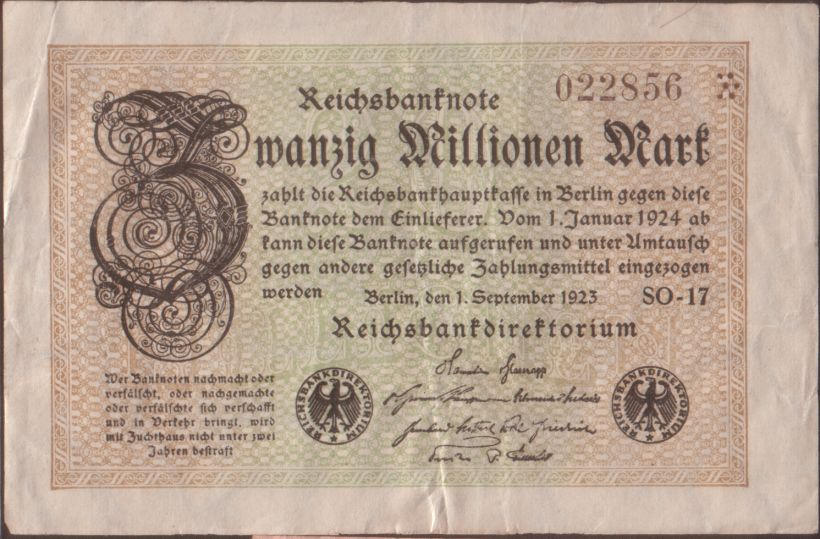 022856
Reichsbanknote
Zwanzig Millionen Mark
zahlt die Reichsbankhauptkasse in Berlin gegen diese
Banknote dem Einlieferer. Vom 1. Januar 1924 ab
kann diese Banknote aufgerufen und unter Umtausch
gegen andere gesetzliche Zahlungsmittel eingezogen
werden
Berlin, den 1. September 1923 SO-17
Reichsbankdirektorium
Wer Banknoten nachmacht oder
verfälscht, oder nachgemachte
oder verfälschte sich verschafft
und in Verkehr bringt, wird
mit Zuchthaus nicht unter zwei
Jahren bestraft
REICHSBANKDIREKTORIUM
REICHSBANKDIREKTORIUM